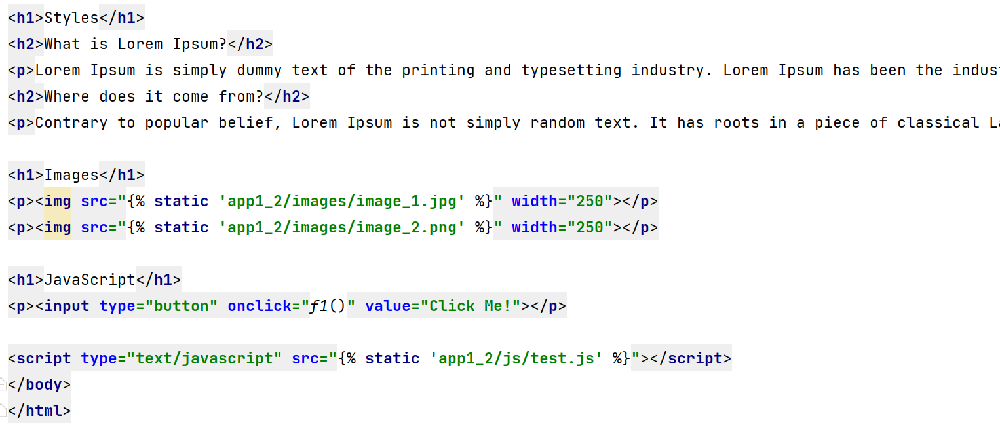 <h1>Styles</h1>
<h2>What is Lorem Ipsum?</h2>
<p>Lorem Ipsum is simply dummy text of the printing and typesetting industry. Lorem Ipsum has been the
<h2>Where does it come from?</h2>
<p>Contrary to popular belief, Lorem Ipsum is not simply random text. It has roots in a piece of classical
<h1>Images</h1>
<p><img src="{% static 'app1_2/images/image_1.jpg' %}" width="250"></p>
<p><img src="{% static 'app1_2/images/image_2.png' %}" width="250"></p>
<h1>JavaScript</h1>
<p><input type="button" onclick="f1()" value="Click Me!"></p>
<script type="text/javascript" src="{% static 'app1_2/js/test.js' %}"></script>
</body>
</html>